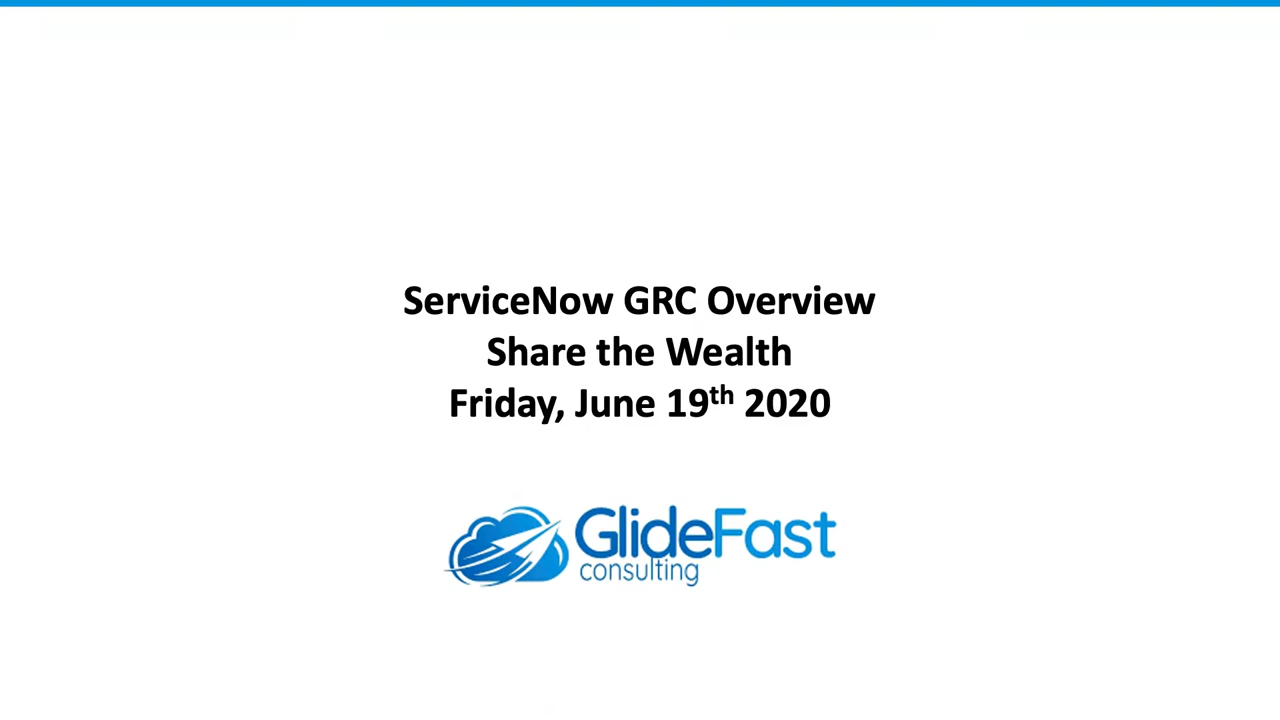 ServiceNow GRC Overview
Share the Wealth
Friday, June 19th 2020
GlideFast
consulting